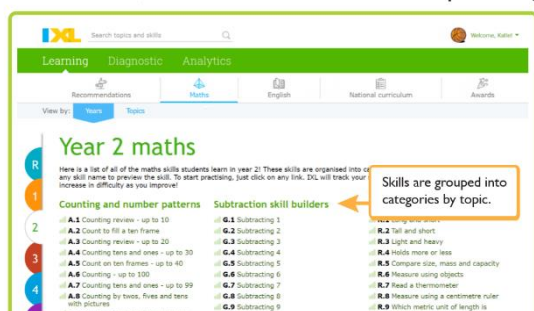 IXL
Search topics and skills
Welcome, Katie!
Learning Diagnostic Analytics
Recommendations Maths English National curriculum Awards
View by: Years Topics
Year 2 maths
Here is a list of all of the maths skills students learn in year 2! These skills are organised into
any skill name to preview the skill. To start practising, just click on any link. IXL will track your
increase in difficulty as you improve!
Skills are grouped into
categories by topic.
R
1
2
3
4
Counting and number patterns
A.1 Counting review - up to 10
A.2 Count to fill a ten frame
A.3 Counting review - up to 20
A.4 Counting tens and ones - up to 30
A.5 Count on ten frames - up to 40
A.6 Counting - up to 100
A.7 Counting tens and ones - up to 99
A.8 Counting by twos, fives and tens
with pictures
Subtraction skill builders
G.1 Subtracting 1
G.2 Subtracting 2
G.3 Subtracting 3
G.4 Subtracting 4
G.5 Subtracting 5
G.6 Subtracting 6
G.7 Subtracting 7
G.8 Subtracting 8
G.9 Subtracting 9
R.2 Tall and short
R.3 Light and heavy
R.4 Holds more or less
R.5 Compare size, mass and capacity
R.6 Measure using objects
R.7 Read a thermometer
R.8 Measure using a centimetre ruler
R.9 Which metric unit of length is